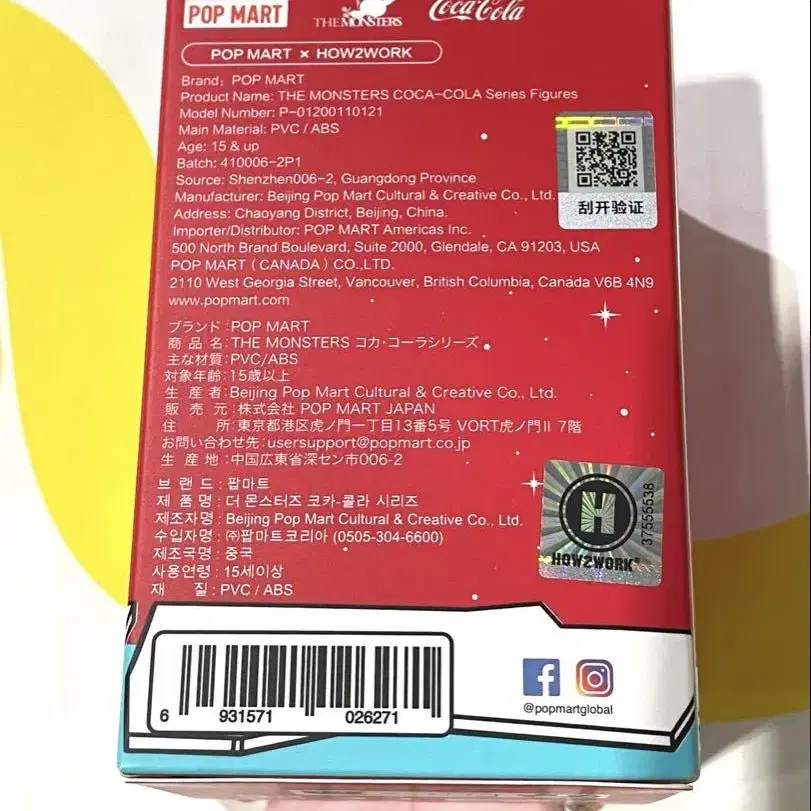 POP MART
THE MONSTERS
Coca-Cola
POP MART × HOW2WORK
Brand: POP MART
Product Name: THE MONSTERS COCA-COLA Series Figures
Model Number: P-01200110121
Main Material: PVC / ABS
Age: 15 & up
Batch: 410006-2P1
Source: Shenzhen006-2, Guangdong Province
Manufacturer: Beijing Pop Mart Cultural & Creative Co., Ltd.
Address: Chaoyang District, Beijing, China.
Importer/Distributor: POP MART Americas Inc.
500 North Brand Boulevard, Suite 2000, Glendale, CA 91203, USA
POP MART ( CANADA ) CO.,LTD.
2110 West Georgia Street, Vancouver, British Columbia, Canada V6B 4N9
www.popmart.com
刮开验证
ブランド:POP MART
商 品 名:THE MONSTERS コカ·コーラシリーズ
主な材質:PVC/ABS
対象年齢:15歳以上
生 産 者:Beijing Pop Mart Cultural & Creative Co., Ltd.
販 売 元:株式会社 POP MART JAPAN
住 所:東京都港区虎ノ門一丁目13番5号 VORT虎ノ門II 7階
お問い合わせ先:usersupport@popmart.co.jp
生 産 地:中国広東省深セン市006-2
브 랜 드 : 팝마트
제 품 명 : 더 몬스터즈 코카-콜라 시리즈
제조자명 : Beijing Pop Mart Cultural & Creative Co., Ltd.
수입자명 : ㈜팝마트코리아 (0505-304-6600)
제조국명 : 중국
사용연령 : 15세이상
재 질 : PVC / ABS
H
HOW2WORK®
37555538
6 931571 026271
@popmartglobal